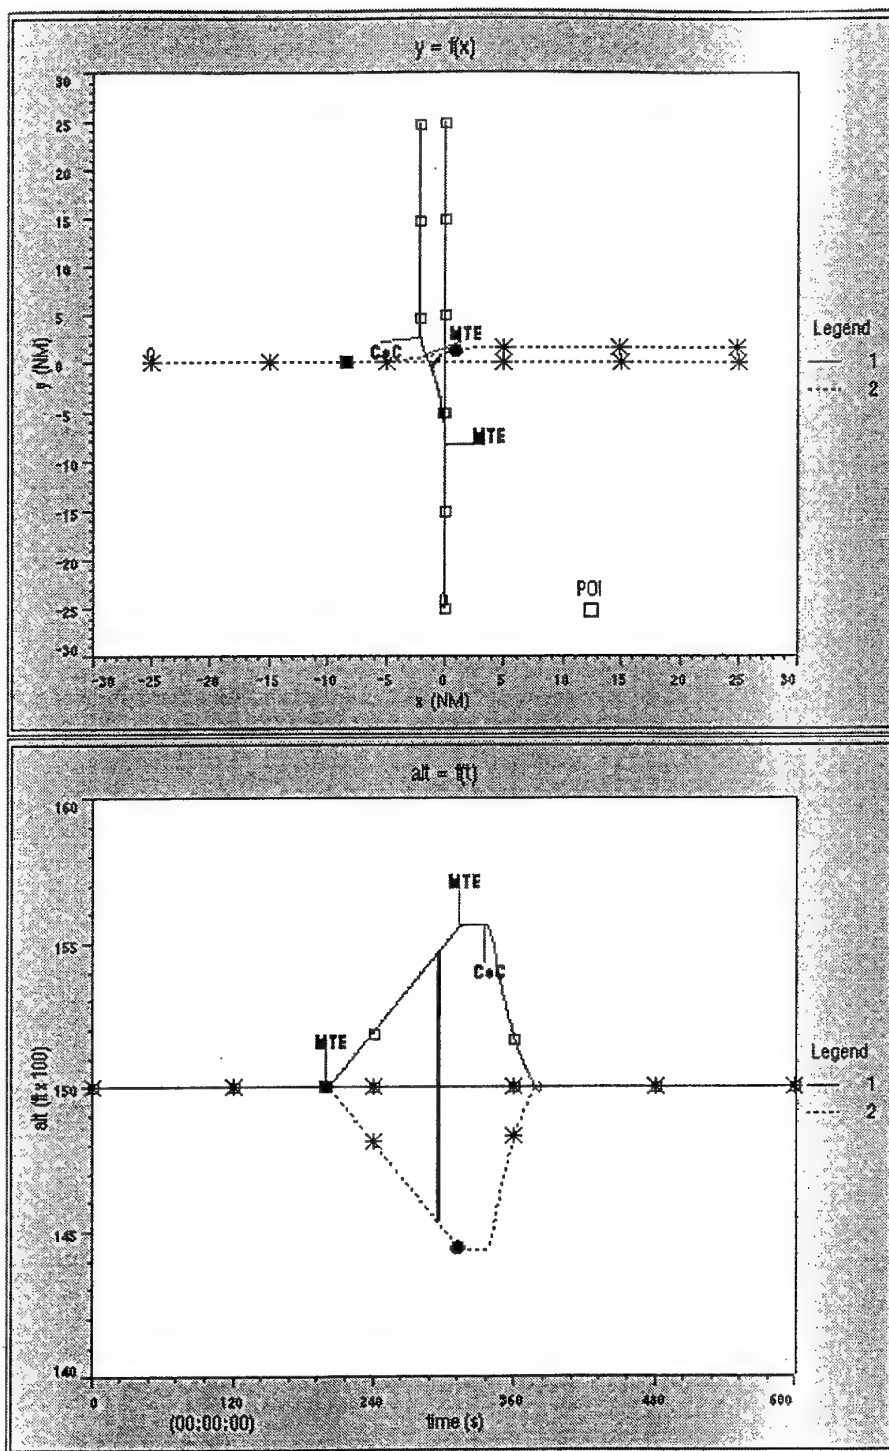 y = f(x)
30
25
20
15
10
5
0
-5
-10
-15
-20
-25
-30
y (NM)
0
C•C
MTE
MTE
POI
Legend
1
2
-30 -25 -20 -15 -10 -5 0 5 10 15 20 25 30
x (NM)
alt = f(t)
160
155
150
145
140
alt (ft x 100)
MTE
C•C
MTE
Legend
1
2
0 120 240 360 480 600
(00:00:00) time (s)